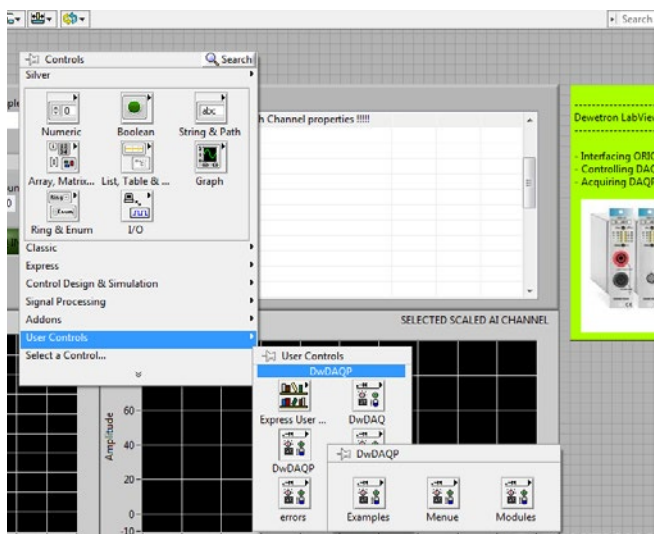 Search
Controls
Search
Silver
Numeric
Boolean
String & Path
Array, Matrix...
List, Table & ...
Graph
Ring & Enum
I/O
Classic
Express
Control Design & Simulation
Signal Processing
Addons
User Controls
Select a Control...
h Channel properties !!!!!
Dewetron LabVie
- Interfacing ORIO
- Controlling DAQ
- Acquiring DAQP
SELECTED SCALED AI CHANNEL
Amplitude
60
40
20
0
-10
User Controls
DwDAQP
Express User ...
DwDAQ
DwDAQP
errors
DwDAQP
Examples
Menue
Modules